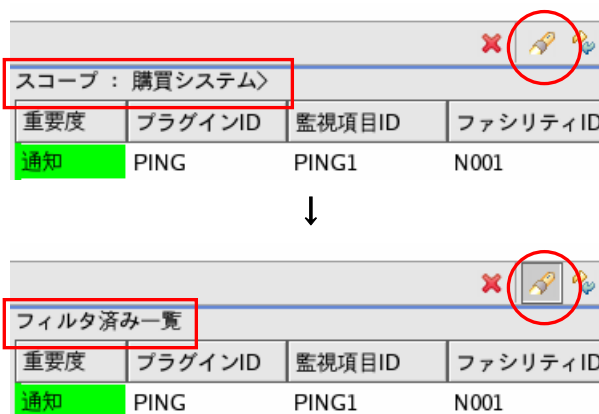 スコープ : 購買システム〉
重要度 プラグインID 監視項目ID ファシリティID
通知 PING PING1 N001
↓
フィルタ済み一覧
重要度 プラグインID 監視項目ID ファシリティID
通知 PING PING1 N001